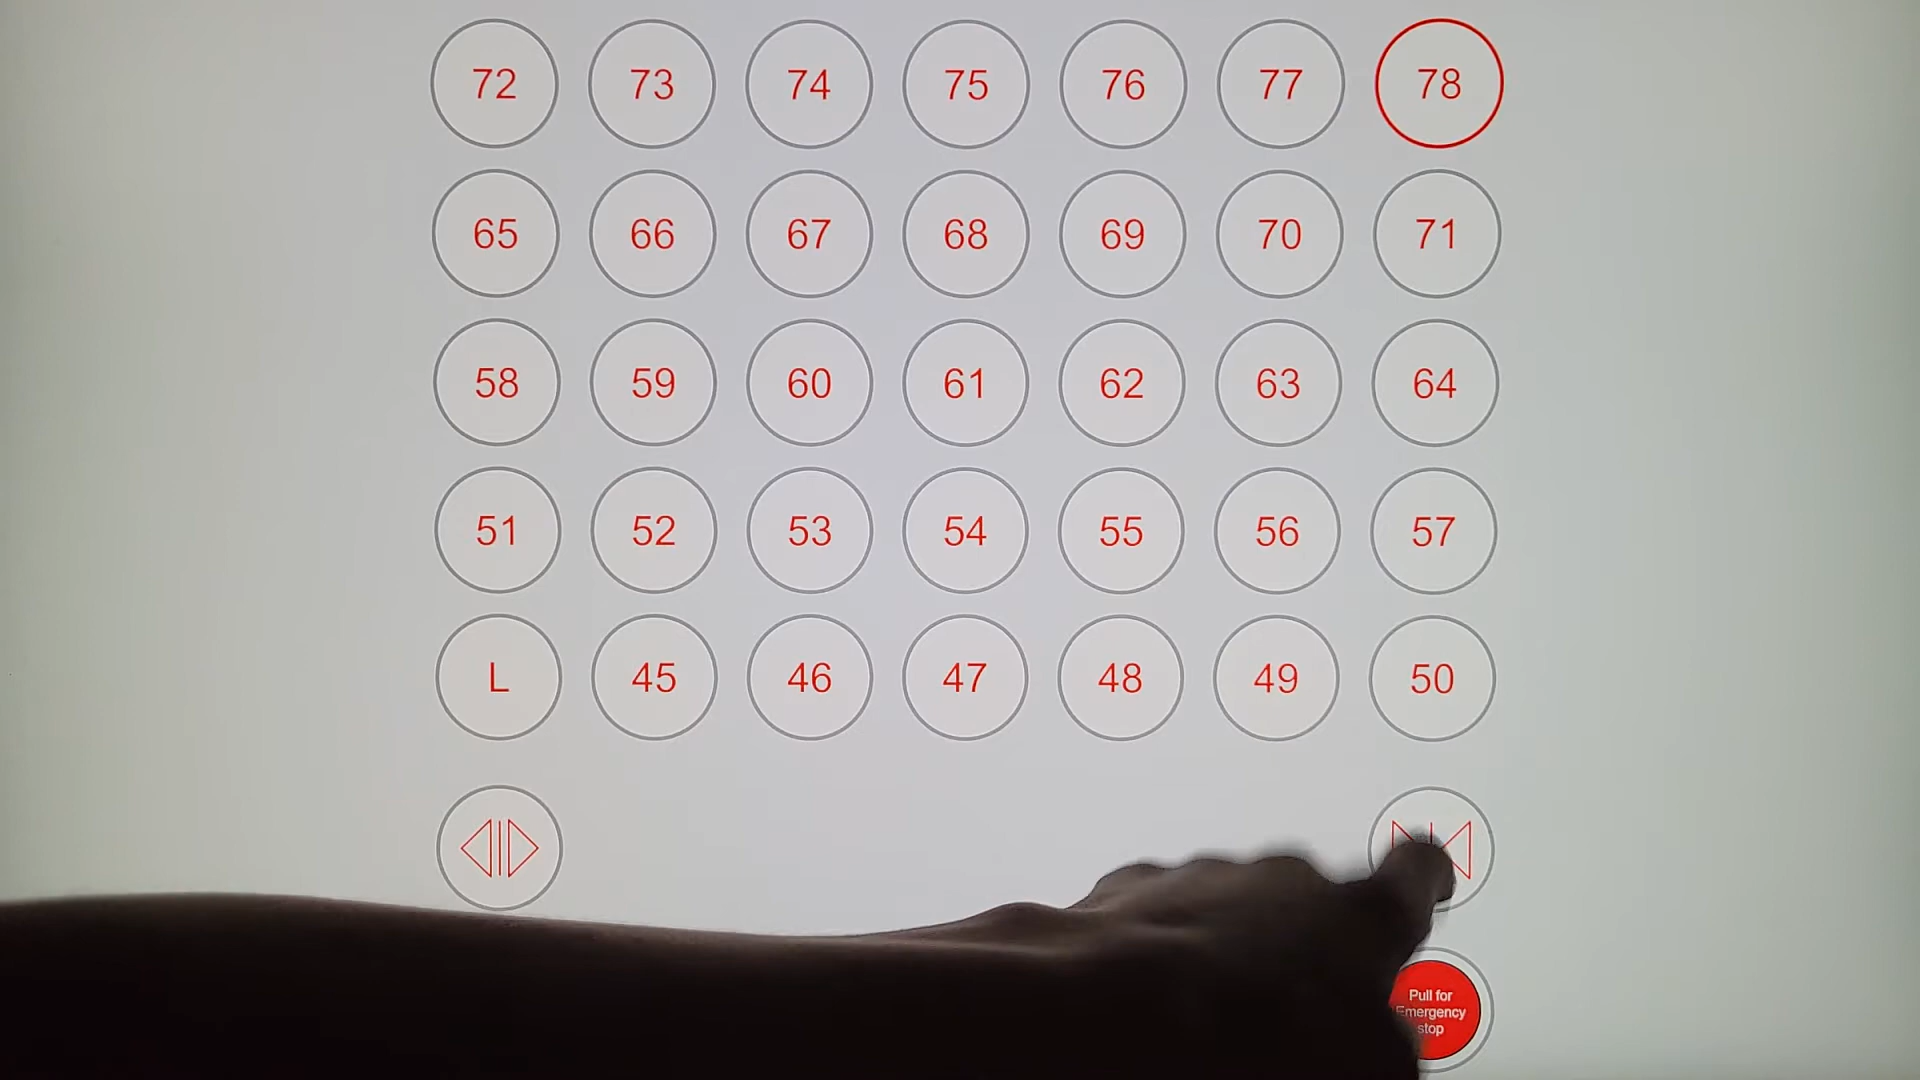 72 73 74 75 76 77 78
65 66 67 68 69 70 71
58 59 60 61 62 63 64
51 52 53 54 55 56 57
L 45 46 47 48 49 50
Pull for
Emergency
stop